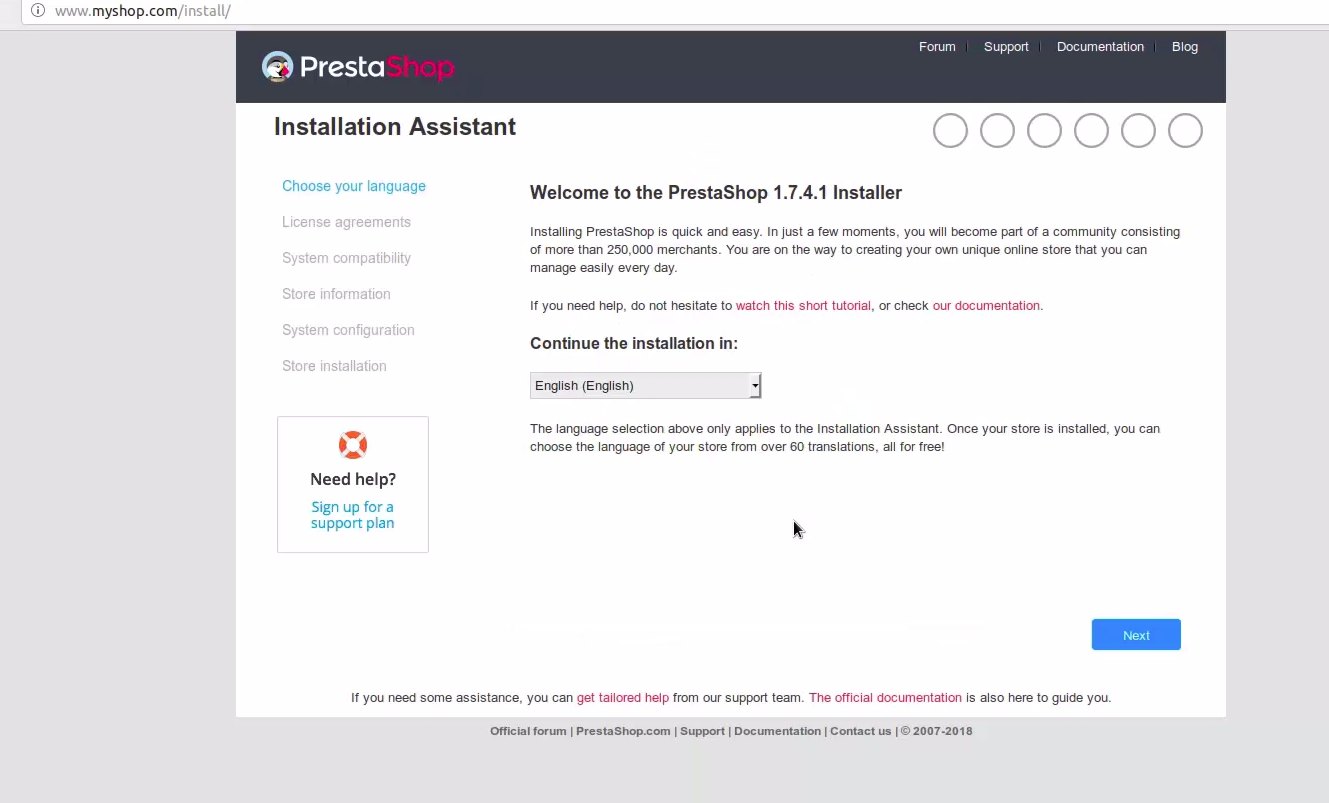 www.myshop.com/install/
Forum Support Documentation Blog
PrestaShop
Installation Assistant
Choose your language
License agreements
System compatibility
Store information
System configuration
Store installation
Need help?
Sign up for a
support plan
Welcome to the PrestaShop 1.7.4.1 Installer
Installing PrestaShop is quick and easy. In just a few moments, you will become part of a community consisting
of more than 250,000 merchants. You are on the way to creating your own unique online store that you can
manage easily every day.
If you need help, do not hesitate to watch this short tutorial, or check our documentation.
Continue the installation in:
English (English)
The language selection above only applies to the Installation Assistant. Once your store is installed, you can
choose the language of your store from over 60 translations, all for free!
Next
If you need some assistance, you can get tailored help from our support team. The official documentation is also here to guide you.
Official forum | PrestaShop.com | Support | Documentation | Contact us | © 2007-2018